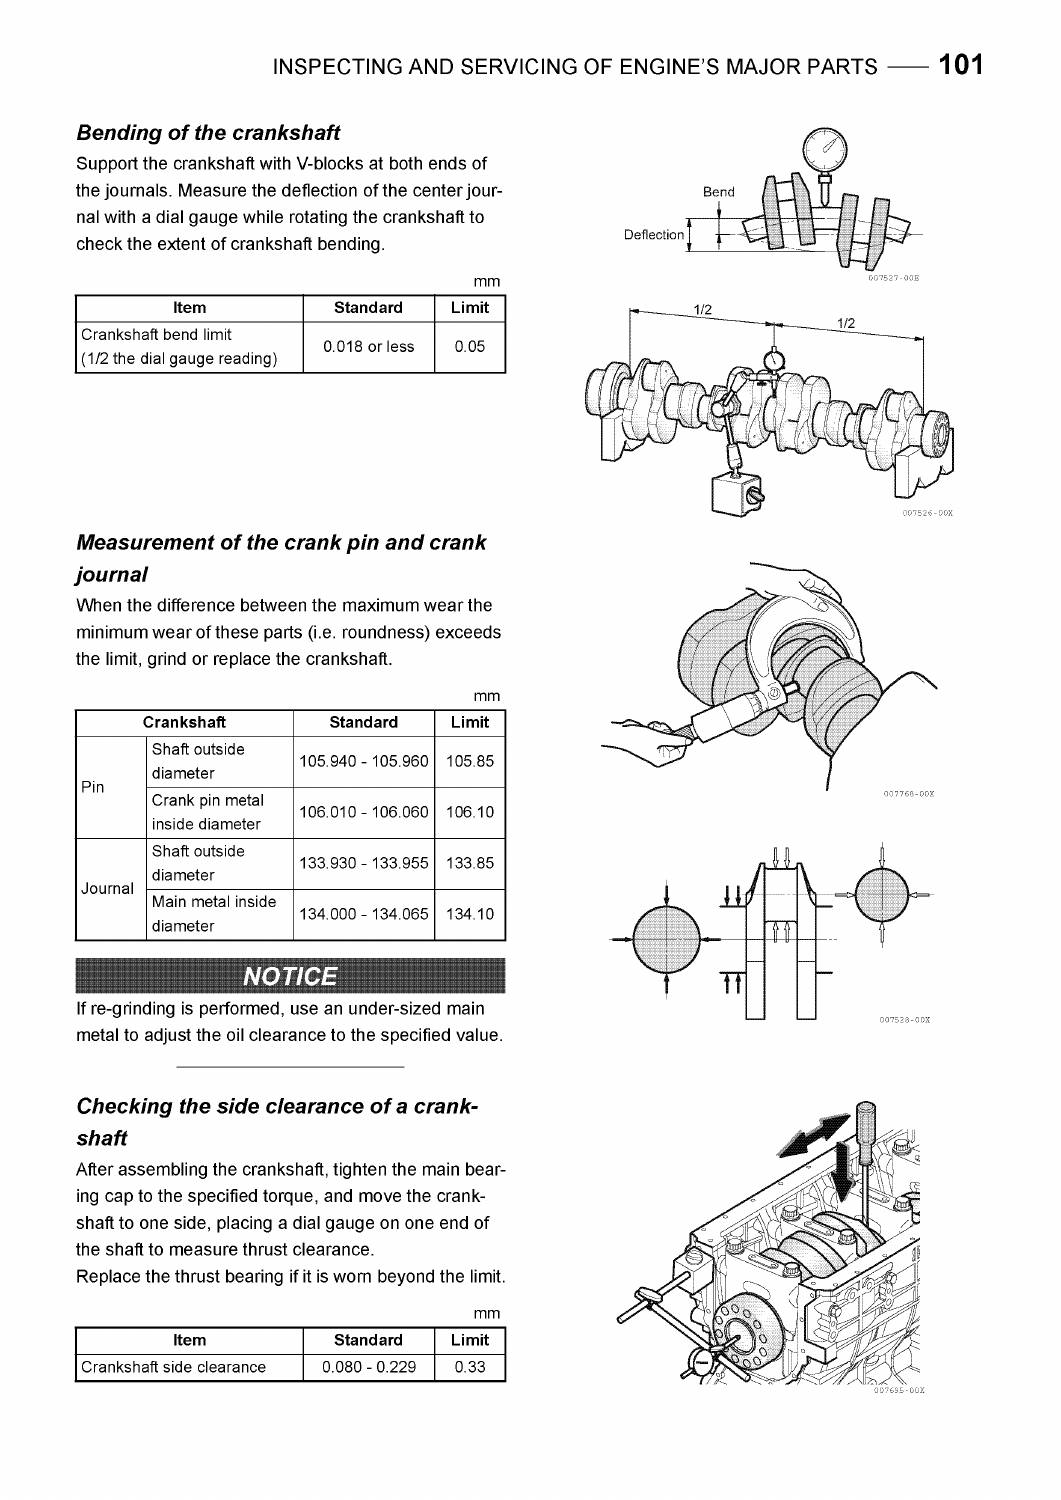 INSPECTING AND SERVICING OF ENGINE'S MAJOR PARTS — 101
Bending of the crankshaft
Support the crankshaft with V-blocks at both ends of
the journals. Measure the deflection of the center jour-
nal with a dial gauge while rotating the crankshaft to
check the extent of crankshaft bending.
mm
Item Standard Limit
Crankshaft bend limit
(1/2 the dial gauge reading) 0.018 or less 0.05
Bend
Deflection
007527-00E
1/2
1/2
007526-00X
Measurement of the crank pin and crank
journal
When the difference between the maximum wear the
minimum wear of these parts (i.e. roundness) exceeds
the limit, grind or replace the crankshaft.
mm
Crankshaft Standard Limit
Pin
Shaft outside
diameter 105.940 - 105.960 105.85
Crank pin metal
inside diameter 106.010 - 106.060 106.10
Journal
Shaft outside
diameter 133.930 - 133.955 133.85
Main metal inside
diameter 134.000 - 134.065 134.10
007768-00X
NOTICE
If re-grinding is performed, use an under-sized main
metal to adjust the oil clearance to the specified value.
007528-00X
Checking the side clearance of a crank-
shaft
After assembling the crankshaft, tighten the main bear-
ing cap to the specified torque, and move the crank-
shaft to one side, placing a dial gauge on one end of
the shaft to measure thrust clearance.
Replace the thrust bearing if it is worn beyond the limit.
mm
Item Standard Limit
Crankshaft side clearance 0.080 - 0.229 0.33
007695-00X